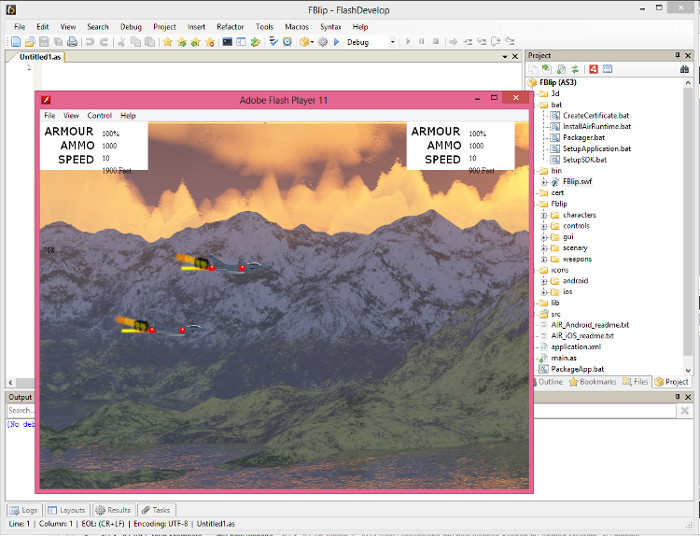 FBlip - FlashDevelop
File Edit View Search Debug Project Insert Refactor Tools Macros Syntax Help
Debug
Untitled1.as
1
Project
FBlip (AS3)
3d
bat
CreateCertificate.bat
InstallAirRuntime.bat
Packager.bat
SetupApplication.bat
SetupSDK.bat
bin
FBlip.swf
cert
Fblip
characters
controls
gui
scenary
weapons
icons
android
ios
lib
src
AIR_Android_readme.txt
AIR_iOS_readme.txt
application.xml
main.as
PackageApp.bat
Outline Bookmarks Files Project
Adobe Flash Player 11
File View Control Help
ARMOUR 100%
AMMO 1000
SPEED 10
1900 Feet
ARMOUR 100%
AMMO 1000
SPEED 10
900 Feet
768
Output
Search...
[No deb
Logs Layouts Results Tasks
Line: 1 | Column: 1 | EOL: (CR+LF) | Encoding: UTF-8 | Untitled1.as